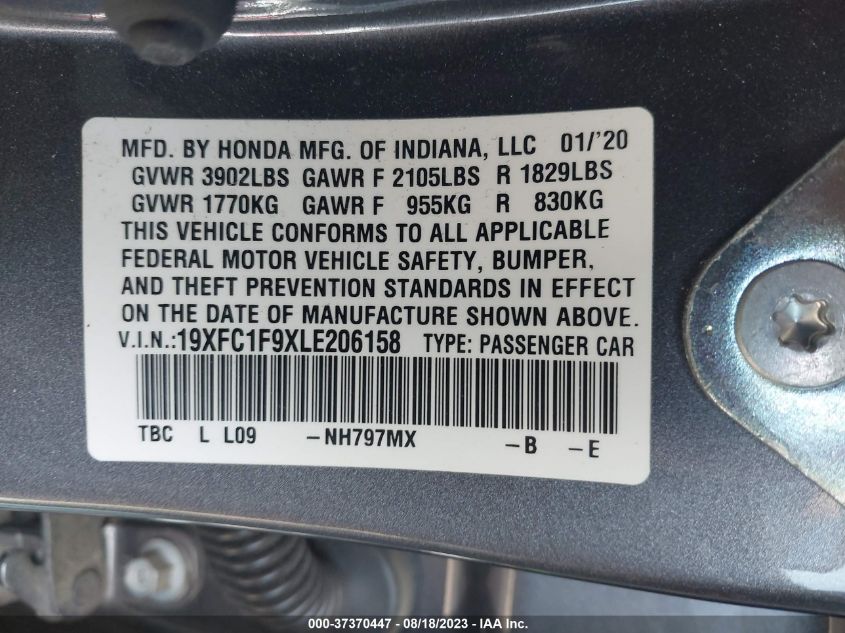 MFD. BY HONDA MFG. OF INDIANA, LLC 01/'20
GVWR 3902LBS GAWR F 2105LBS R 1829LBS
GVWR 1770KG GAWR F 955KG R 830KG
THIS VEHICLE CONFORMS TO ALL APPLICABLE
FEDERAL MOTOR VEHICLE SAFETY, BUMPER,
AND THEFT PREVENTION STANDARDS IN EFFECT
ON THE DATE OF MANUFACTURE SHOWN ABOVE.
V.I.N.:19XFC1F9XLE206158 TYPE: PASSENGER CAR
TBC L L09 -NH797MX -B -E
000-37370447 - 08/18/2023 - IAA Inc.